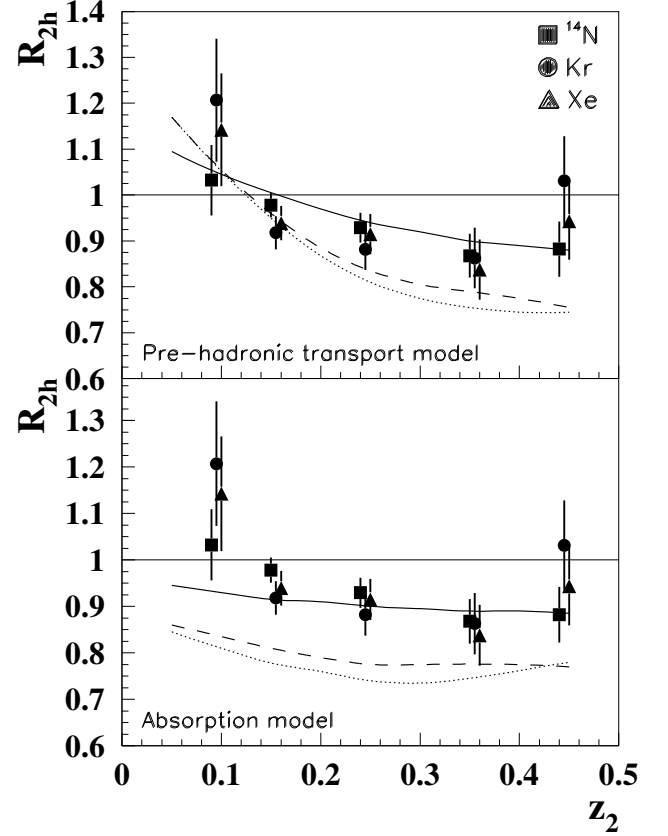 R2h
1.4
1.3
1.2
1.1
1
0.9
0.8
0.7
0.6
¹⁴N
Kr
Xe
Pre-hadronic transport model
R2h
1.3
1.2
1.1
1
0.9
0.8
0.7
0.6
Absorption model
0 0.1 0.2 0.3 0.4 0.5
z2